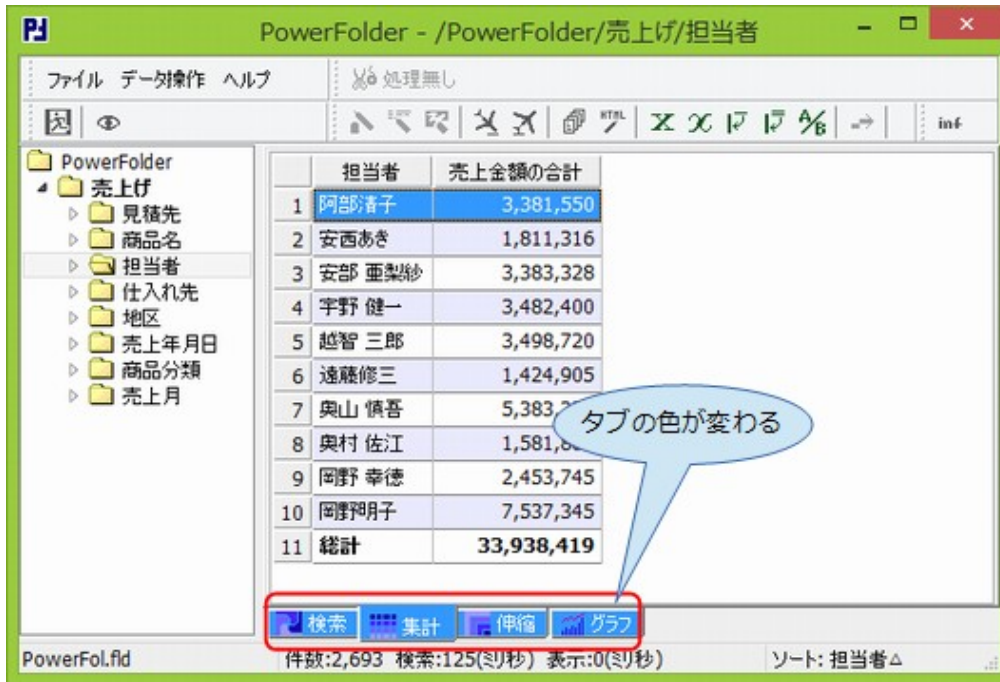 PowerFolder - /PowerFolder/売上げ/担当者
ファイル データ操作 ヘルプ 処理無し
HTML A/B inf
PowerFolder
売上げ
見積先
商品名
担当者
仕入れ先
地区
売上年月日
商品分類
売上月
担当者 売上金額の合計
1 阿部清子 3,381,550
2 安西あき 1,811,316
3 安部 亜梨紗 3,383,328
4 宇野 健一 3,482,400
5 越智 三郎 3,498,720
6 遠藤修三 1,424,905
7 奥山 慎吾
8 奥村 佐江
9 岡野 幸徳 2,453,745
10 岡野明子 7,537,345
11 総計 33,938,419
タブの色が変わる
検索 集計 伸縮 グラフ
PowerFol.fld 件数:2,693 検索:125(ミリ秒) 表示:0(ミリ秒) ソート: 担当者△